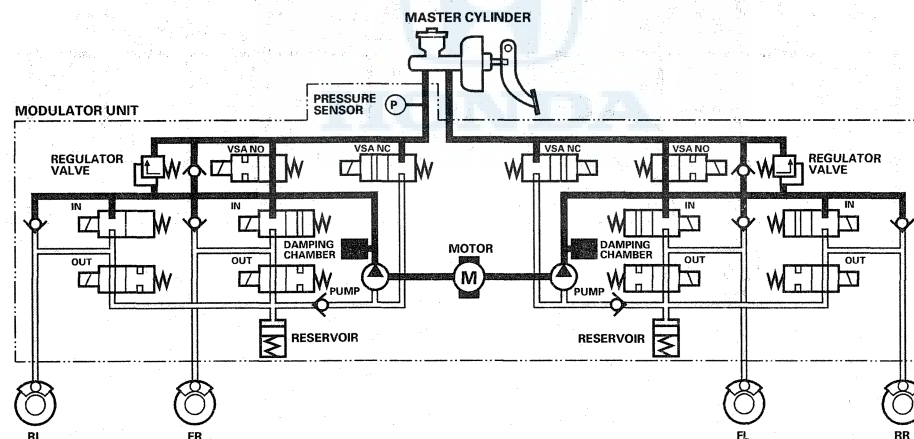 MASTER CYLINDER
HONDA
PRESSURE
SENSOR
P
MODULATOR UNIT
REGULATOR
VALVE
VSA NO
VSA NC
VSA NC
VSA NO
REGULATOR
VALVE
IN
IN
IN
IN
DAMPING
CHAMBER
MOTOR
DAMPING
CHAMBER
OUT
OUT
M
OUT
OUT
PUMP
PUMP
RESERVOIR
RESERVOIR
RL
FR
FL
RR